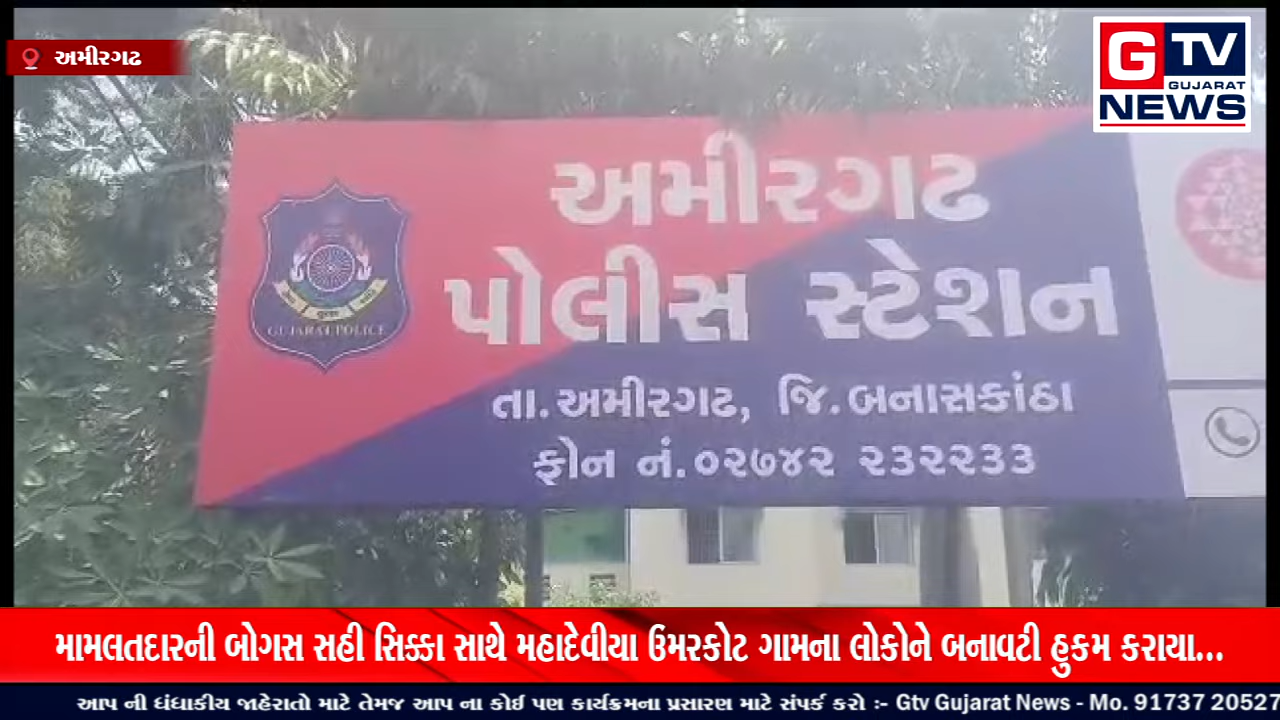 અમીરગઢ
G TV
GUJARAT
NEWS
અમીરગઢ
પોલીસ સ્ટેશન
તા.અમીરગઢ, જિ.બનાસકાંઠા
ફોન નં.૦૨૭૪૨ ૨૩૨૨૩૩
GUJARAT POLICE
મામલતદારની બોગસ સહી સિક્કા સાથે મહાદેવીયા ઉમરકોટ ગામના લોકોને બનાવટી હુકમ કરાયા...
આપ ની ધંધાકીય જાહેરાતો માટે તેમજ આપ ના કોઈ પણ કાર્યક્રમના પ્રસારણ માટે સંપર્ક કરો :- Gtv Gujarat News - Mo. 91737 20527